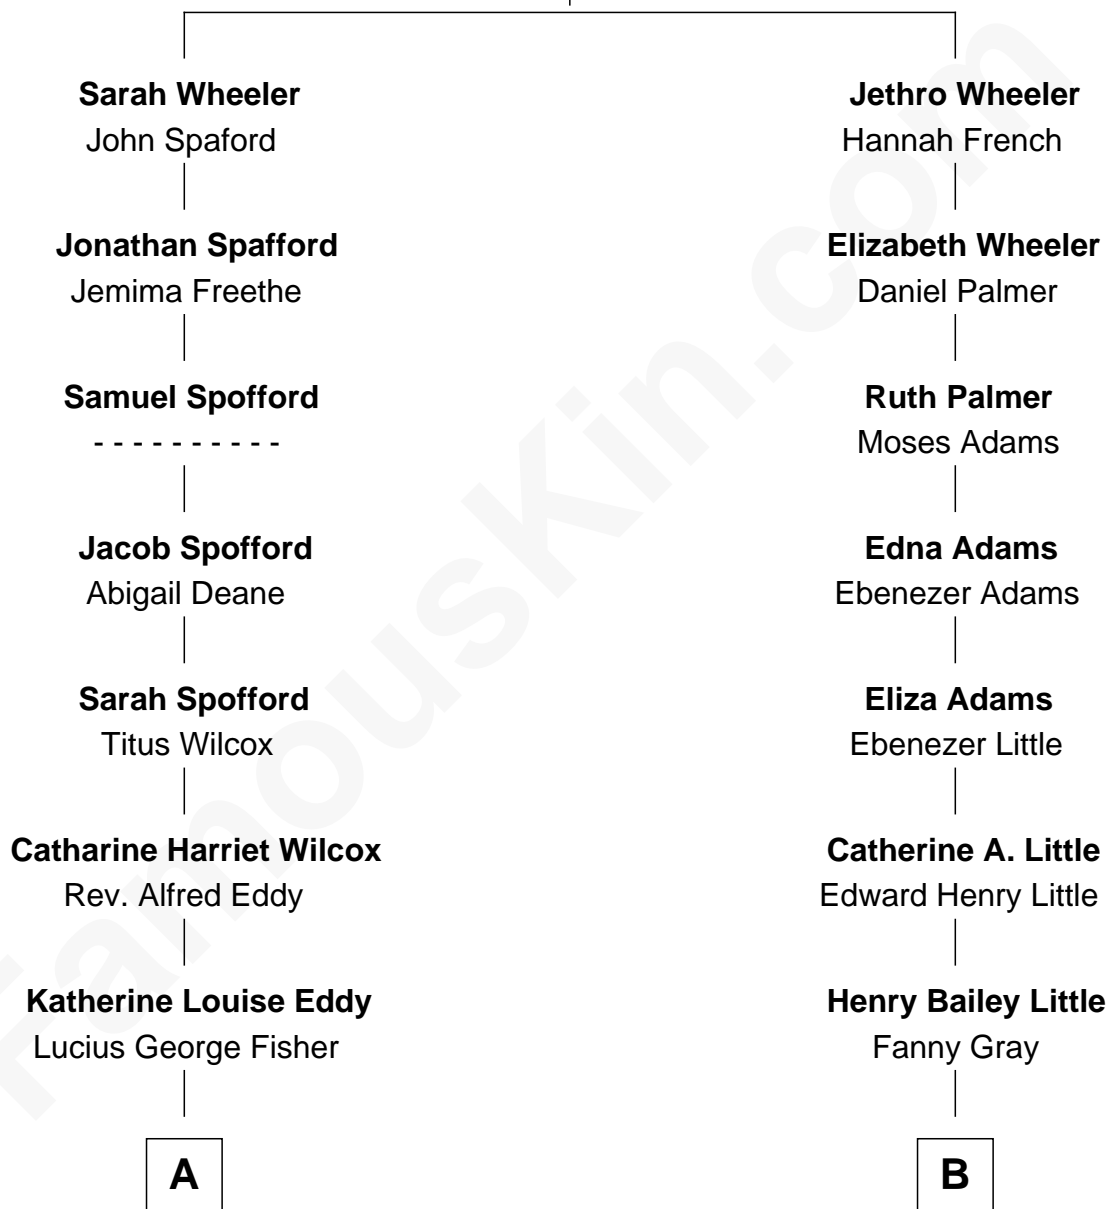 Sarah Wheeler
John Spaford
Jonathan Spafford
Jemima Freethe
Samuel Spofford
- - - - - - - - - -
Jacob Spofford
Abigail Deane
Sarah Spofford
Titus Wilcox
Catharine Harriet Wilcox
Rev. Alfred Eddy
Katherine Louise Eddy
Lucius George Fisher
A
Jethro Wheeler
Hannah French
Elizabeth Wheeler
Daniel Palmer
Ruth Palmer
Moses Adams
Edna Adams
Ebenezer Adams
Eliza Adams
Ebenezer Little
Catherine A. Little
Edward Henry Little
Henry Bailey Little
Fanny Gray
B
FamousKin.com